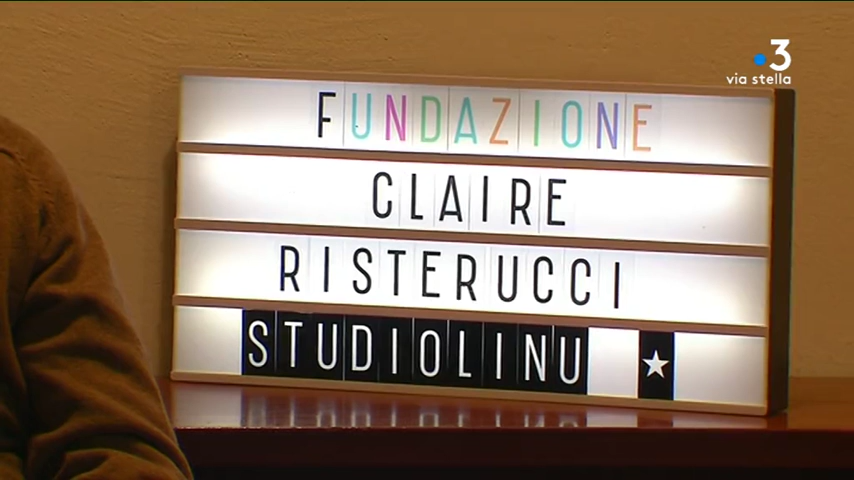 3
via stella
FUNDAZIONE
CLAIRE
RISTERUCCI
STUDIOLINU